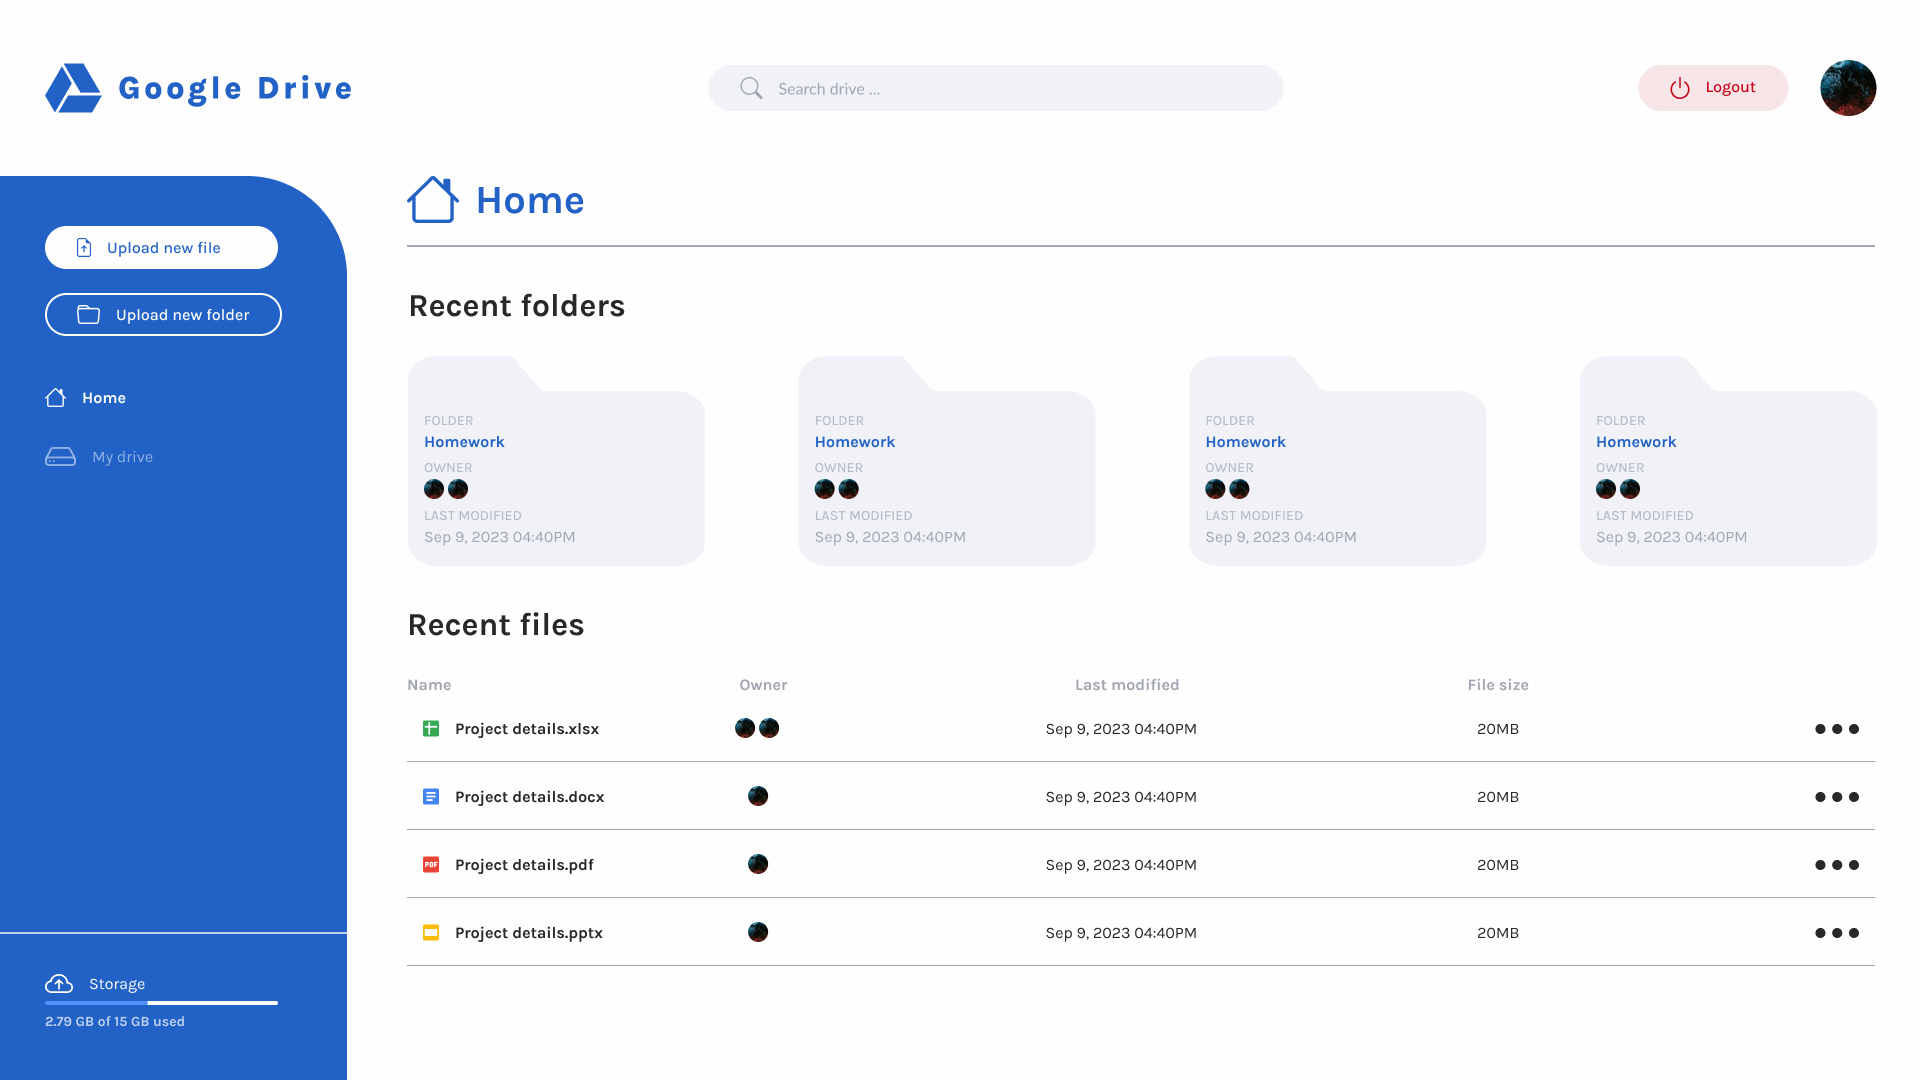 Google Drive
Search drive ...
Logout
Upload new file
Upload new folder
Home
My drive
Storage
2.79 GB of 15 GB used
Home
Recent folders
FOLDER
Homework
OWNER
LAST MODIFIED
Sep 9, 2023 04:40PM
FOLDER
Homework
OWNER
LAST MODIFIED
Sep 9, 2023 04:40PM
FOLDER
Homework
OWNER
LAST MODIFIED
Sep 9, 2023 04:40PM
FOLDER
Homework
OWNER
LAST MODIFIED
Sep 9, 2023 04:40PM
Recent files
Name Owner Last modified File size
Project details.xlsx Sep 9, 2023 04:40PM 20MB
Project details.docx Sep 9, 2023 04:40PM 20MB
PDF Project details.pdf Sep 9, 2023 04:40PM 20MB
Project details.pptx Sep 9, 2023 04:40PM 20MB